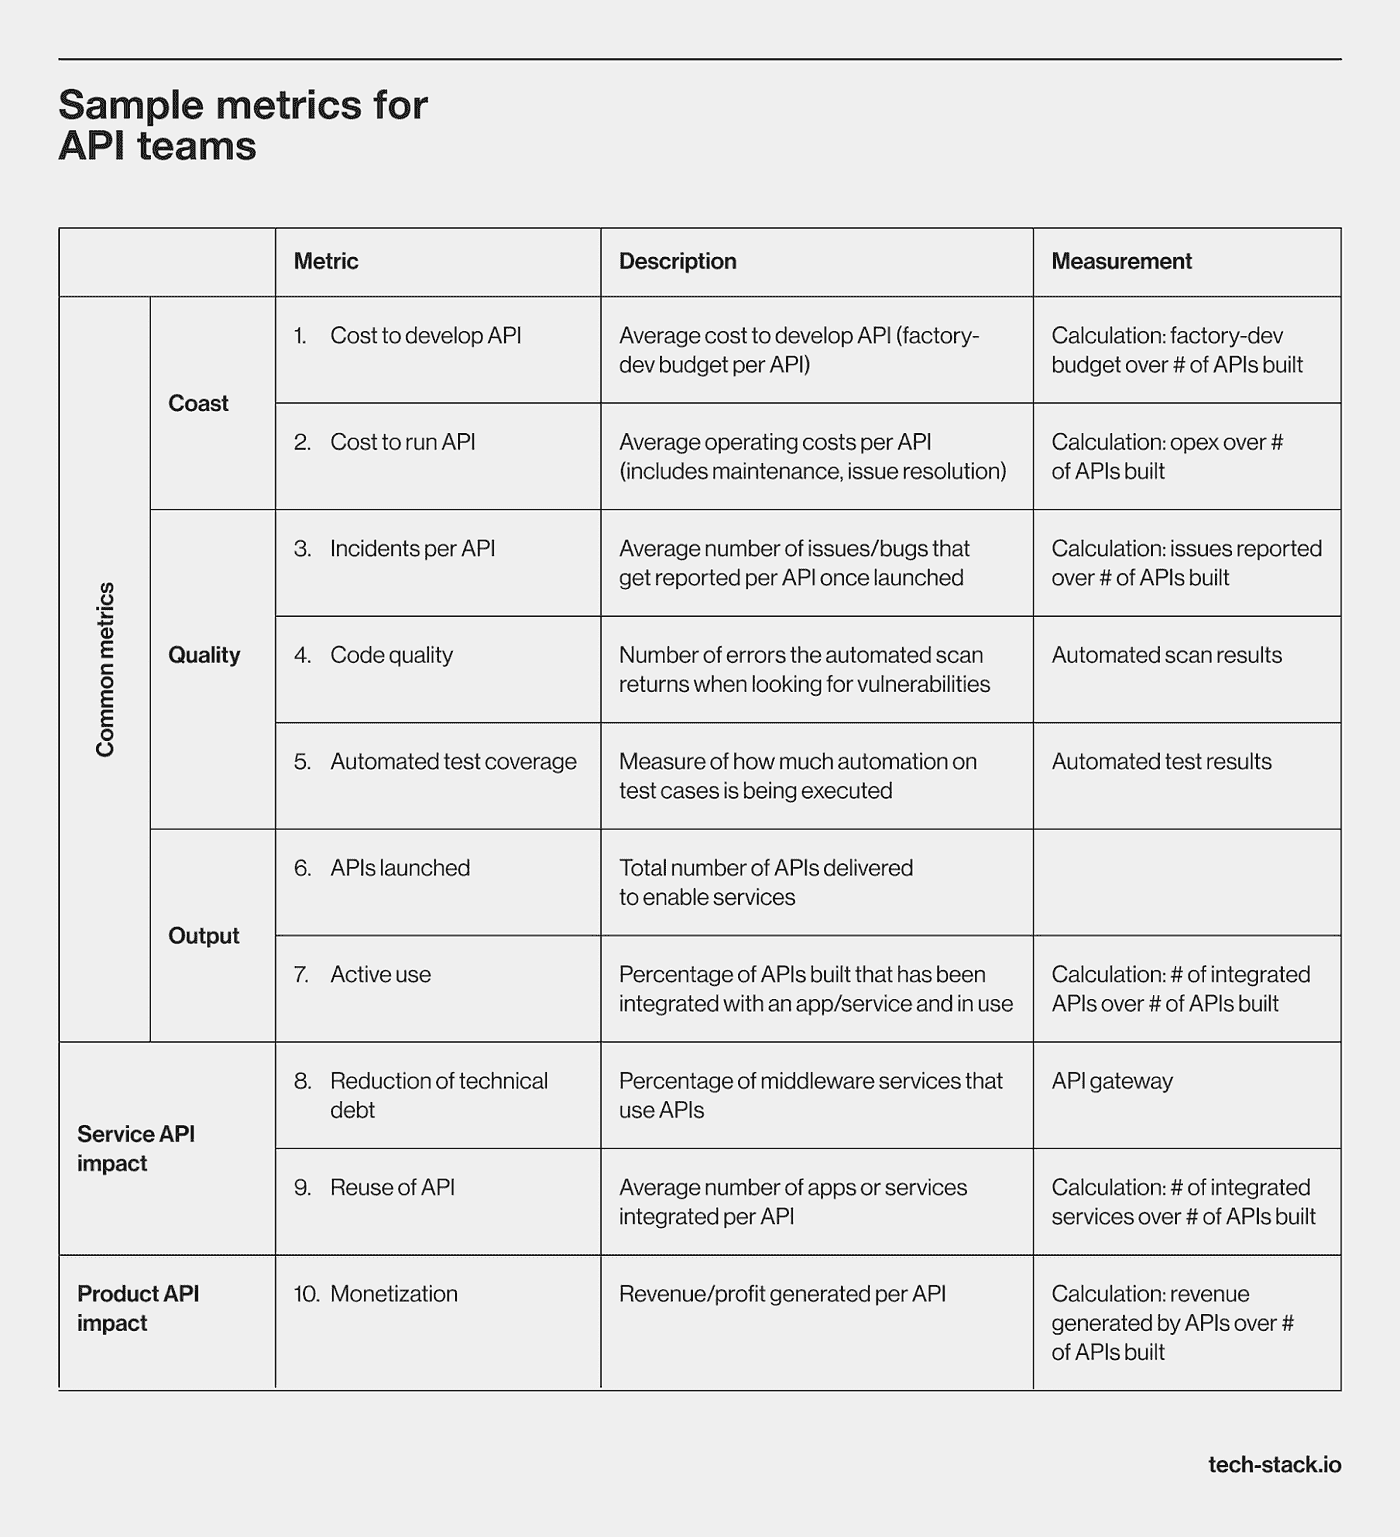 Sample metrics for
API teams
Metric
Description
Measurement
Common metrics
Coast
1. Cost to develop API
Average cost to develop API (factory-
dev budget per API)
Calculation: factory-dev
budget over # of APIs built
2. Cost to run API
Average operating costs per API
(includes maintenance, issue resolution)
Calculation: opex over #
of APIs built
Quality
3. Incidents per API
Average number of issues/bugs that
get reported per API once launched
Calculation: issues reported
over # of APIs built
4. Code quality
Number of errors the automated scan
returns when looking for vulnerabilities
Automated scan results
5. Automated test coverage
Measure of how much automation on
test cases is being executed
Automated test results
Output
6. APIs launched
Total number of APIs delivered
to enable services
7. Active use
Percentage of APIs built that has been
integrated with an app/service and in use
Calculation: # of integrated
APIs over # of APIs built
Service API
impact
8. Reduction of technical
debt
Percentage of middleware services that
use APIs
API gateway
9. Reuse of API
Average number of apps or services
integrated per API
Calculation: # of integrated
services over # of APIs built
Product API
impact
10. Monetization
Revenue/profit generated per API
Calculation: revenue
generated by APIs over #
of APIs built
tech-stack.io